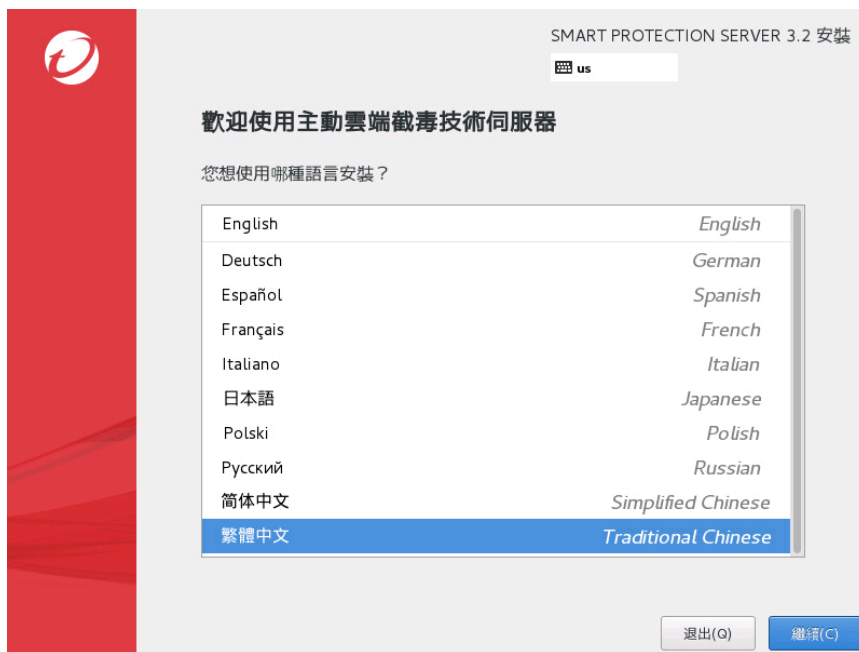 SMART PROTECTION SERVER 3.2 安裝
us
歡迎使用主動雲端截毒技術伺服器
您想使用哪種語言安裝？
English English
Deutsch German
Español Spanish
Français French
Italiano Italian
日本語 Japanese
Polski Polish
Русский Russian
简体中文 Simplified Chinese
繁體中文 Traditional Chinese
退出(Q) 繼續(C)